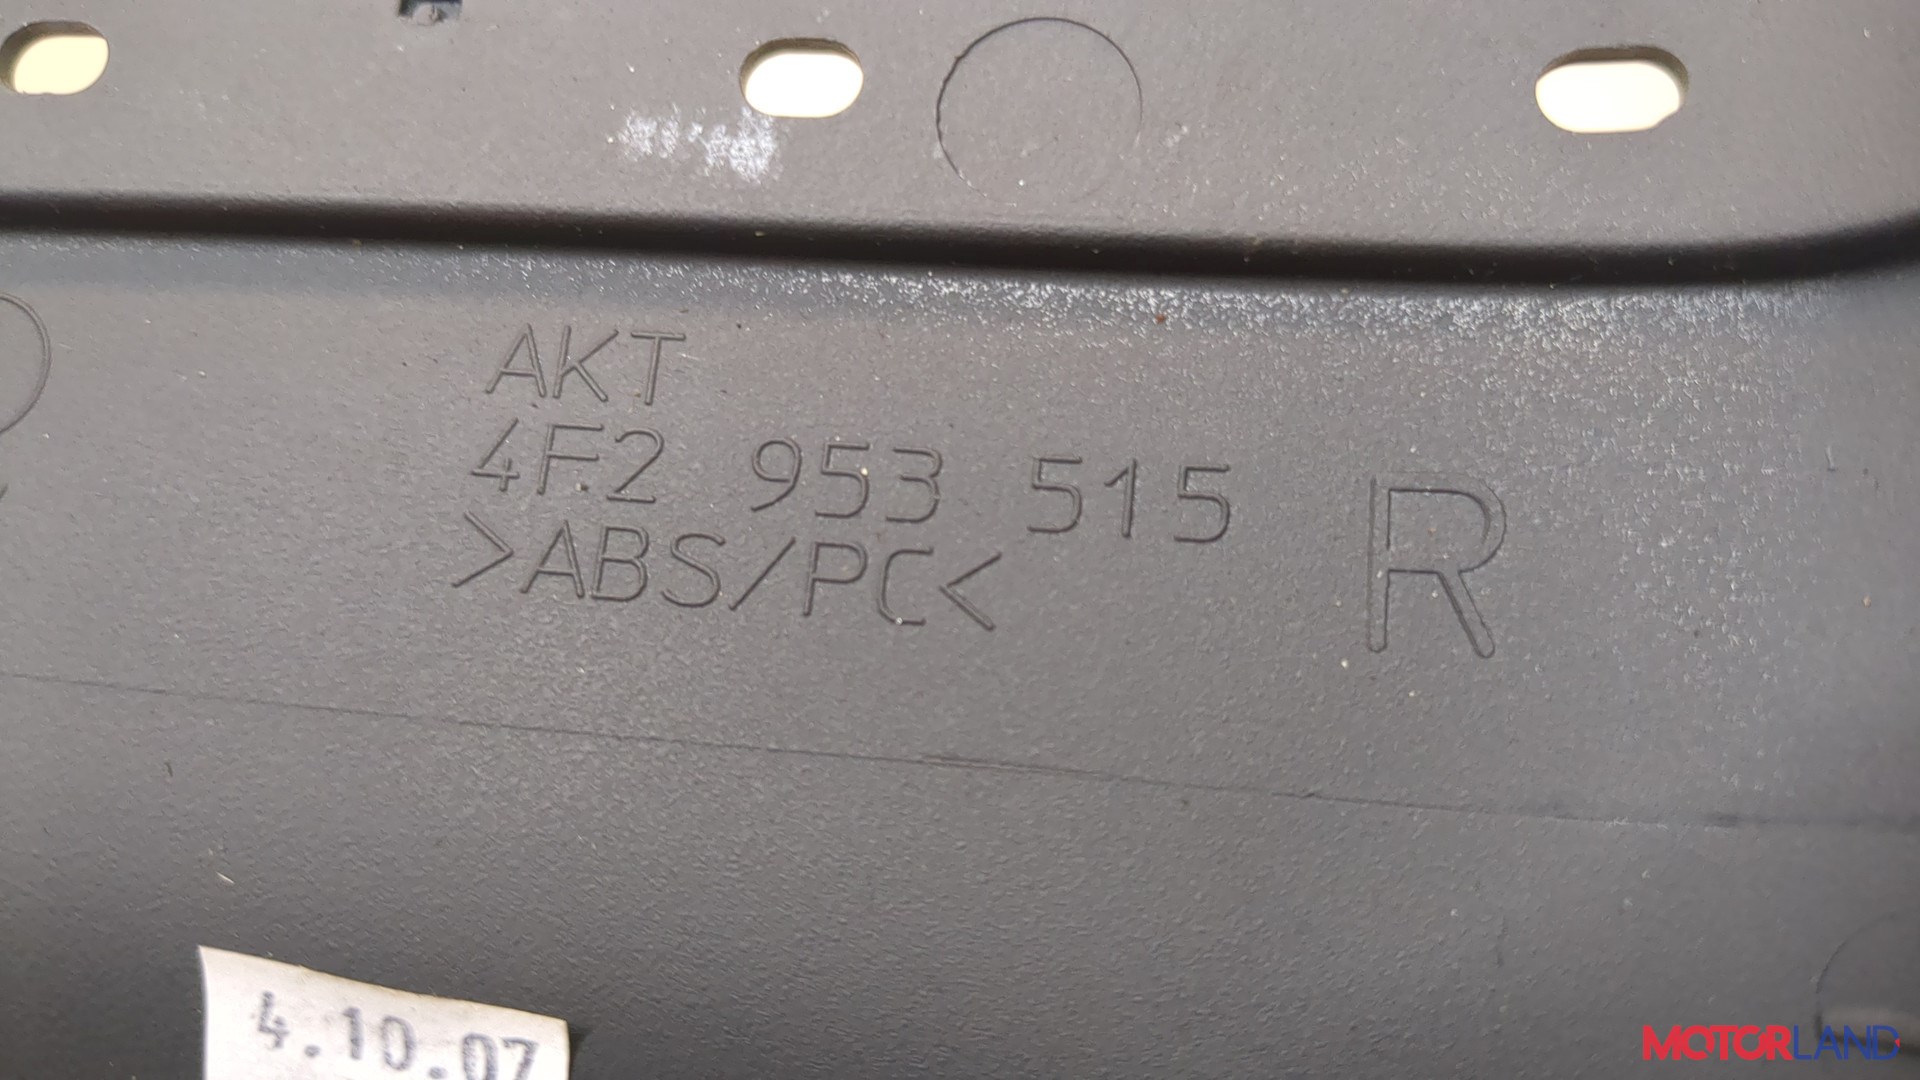 AKT
4F2 953 515
R
>ABS/PC<
4.10.07
MOTORLAND